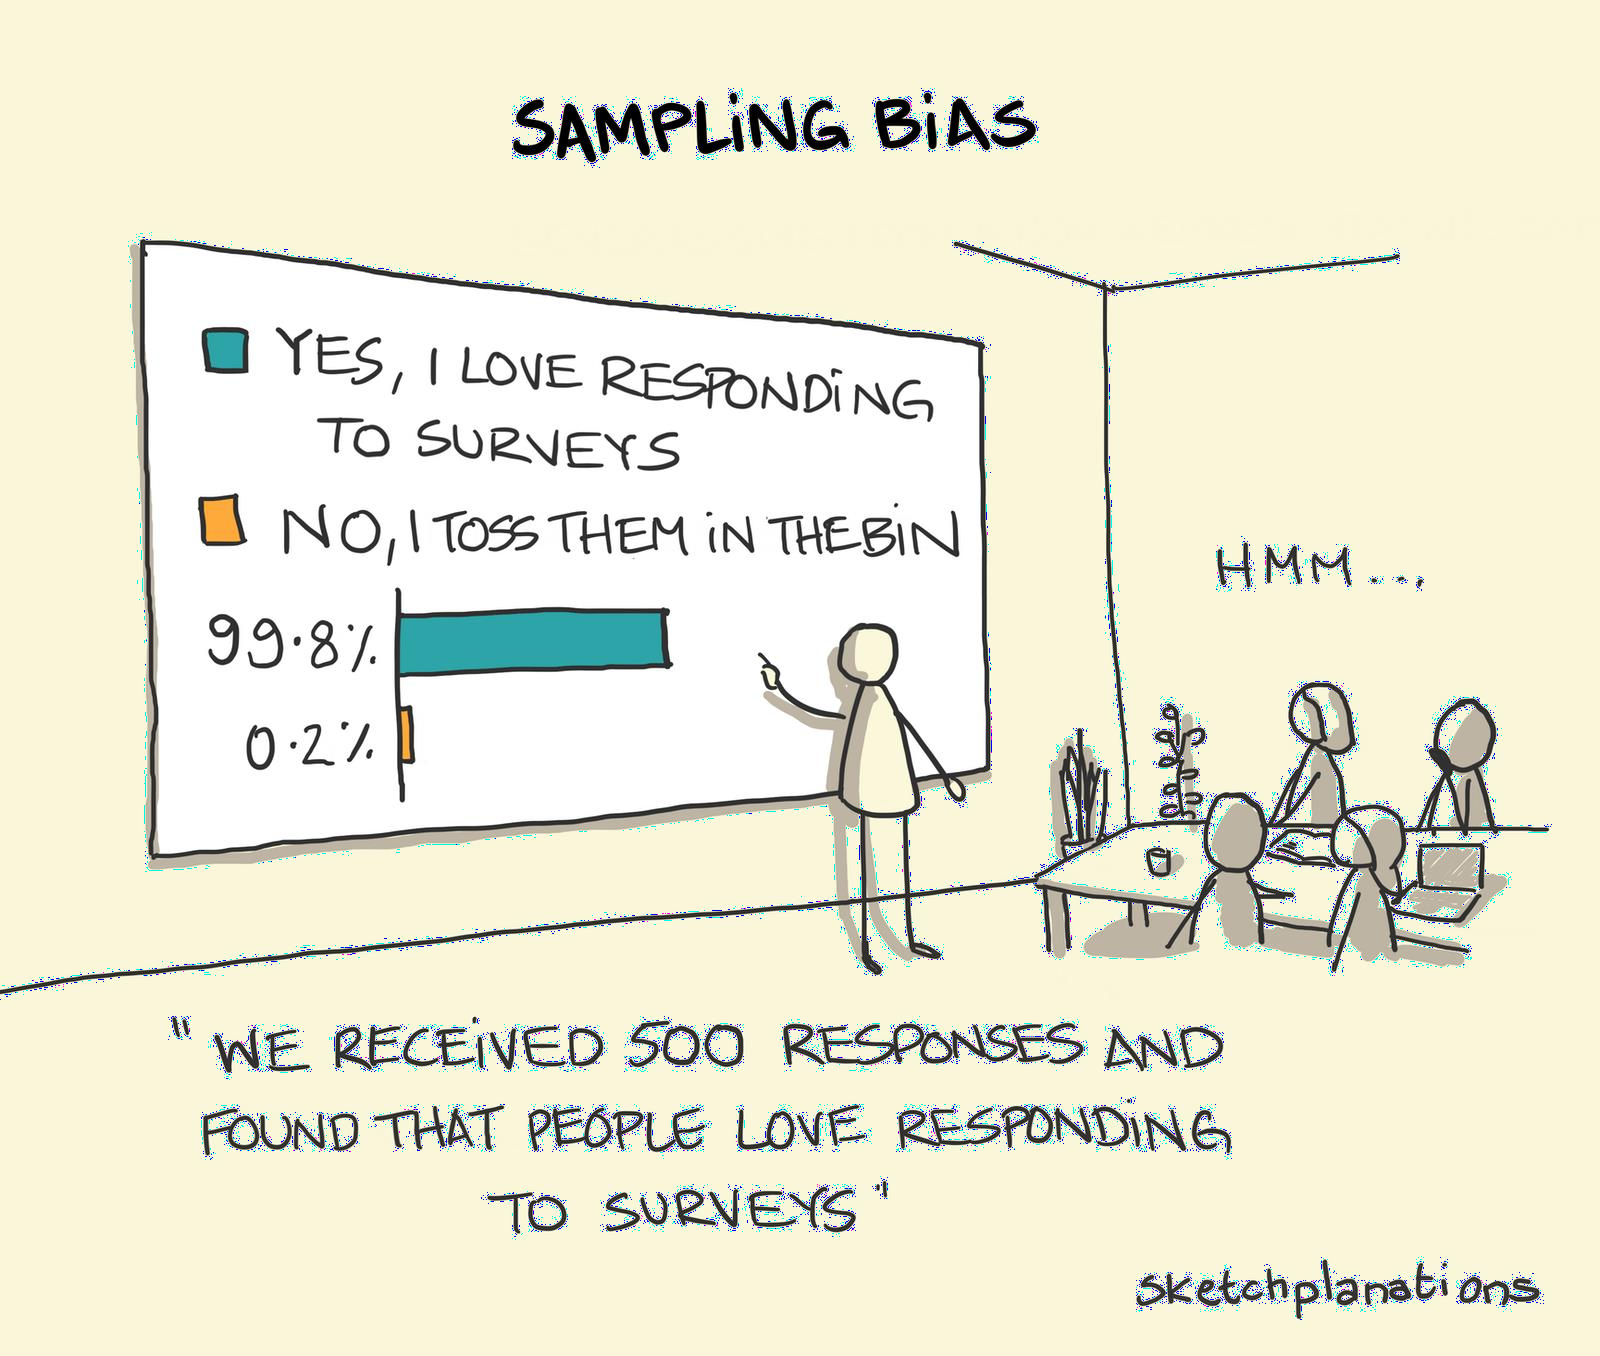 SAMPLING BIAS
YES, I LOVE RESPONDING
TO SURVEYS
NO, I TOSS THEM IN THE BIN
99.8%
0.2%
HMM...,
"WE RECEIVED 500 RESPONSES AND
FOUND THAT PEOPLE LOVE RESPONDING
TO SURVEYS"
sketchplanations